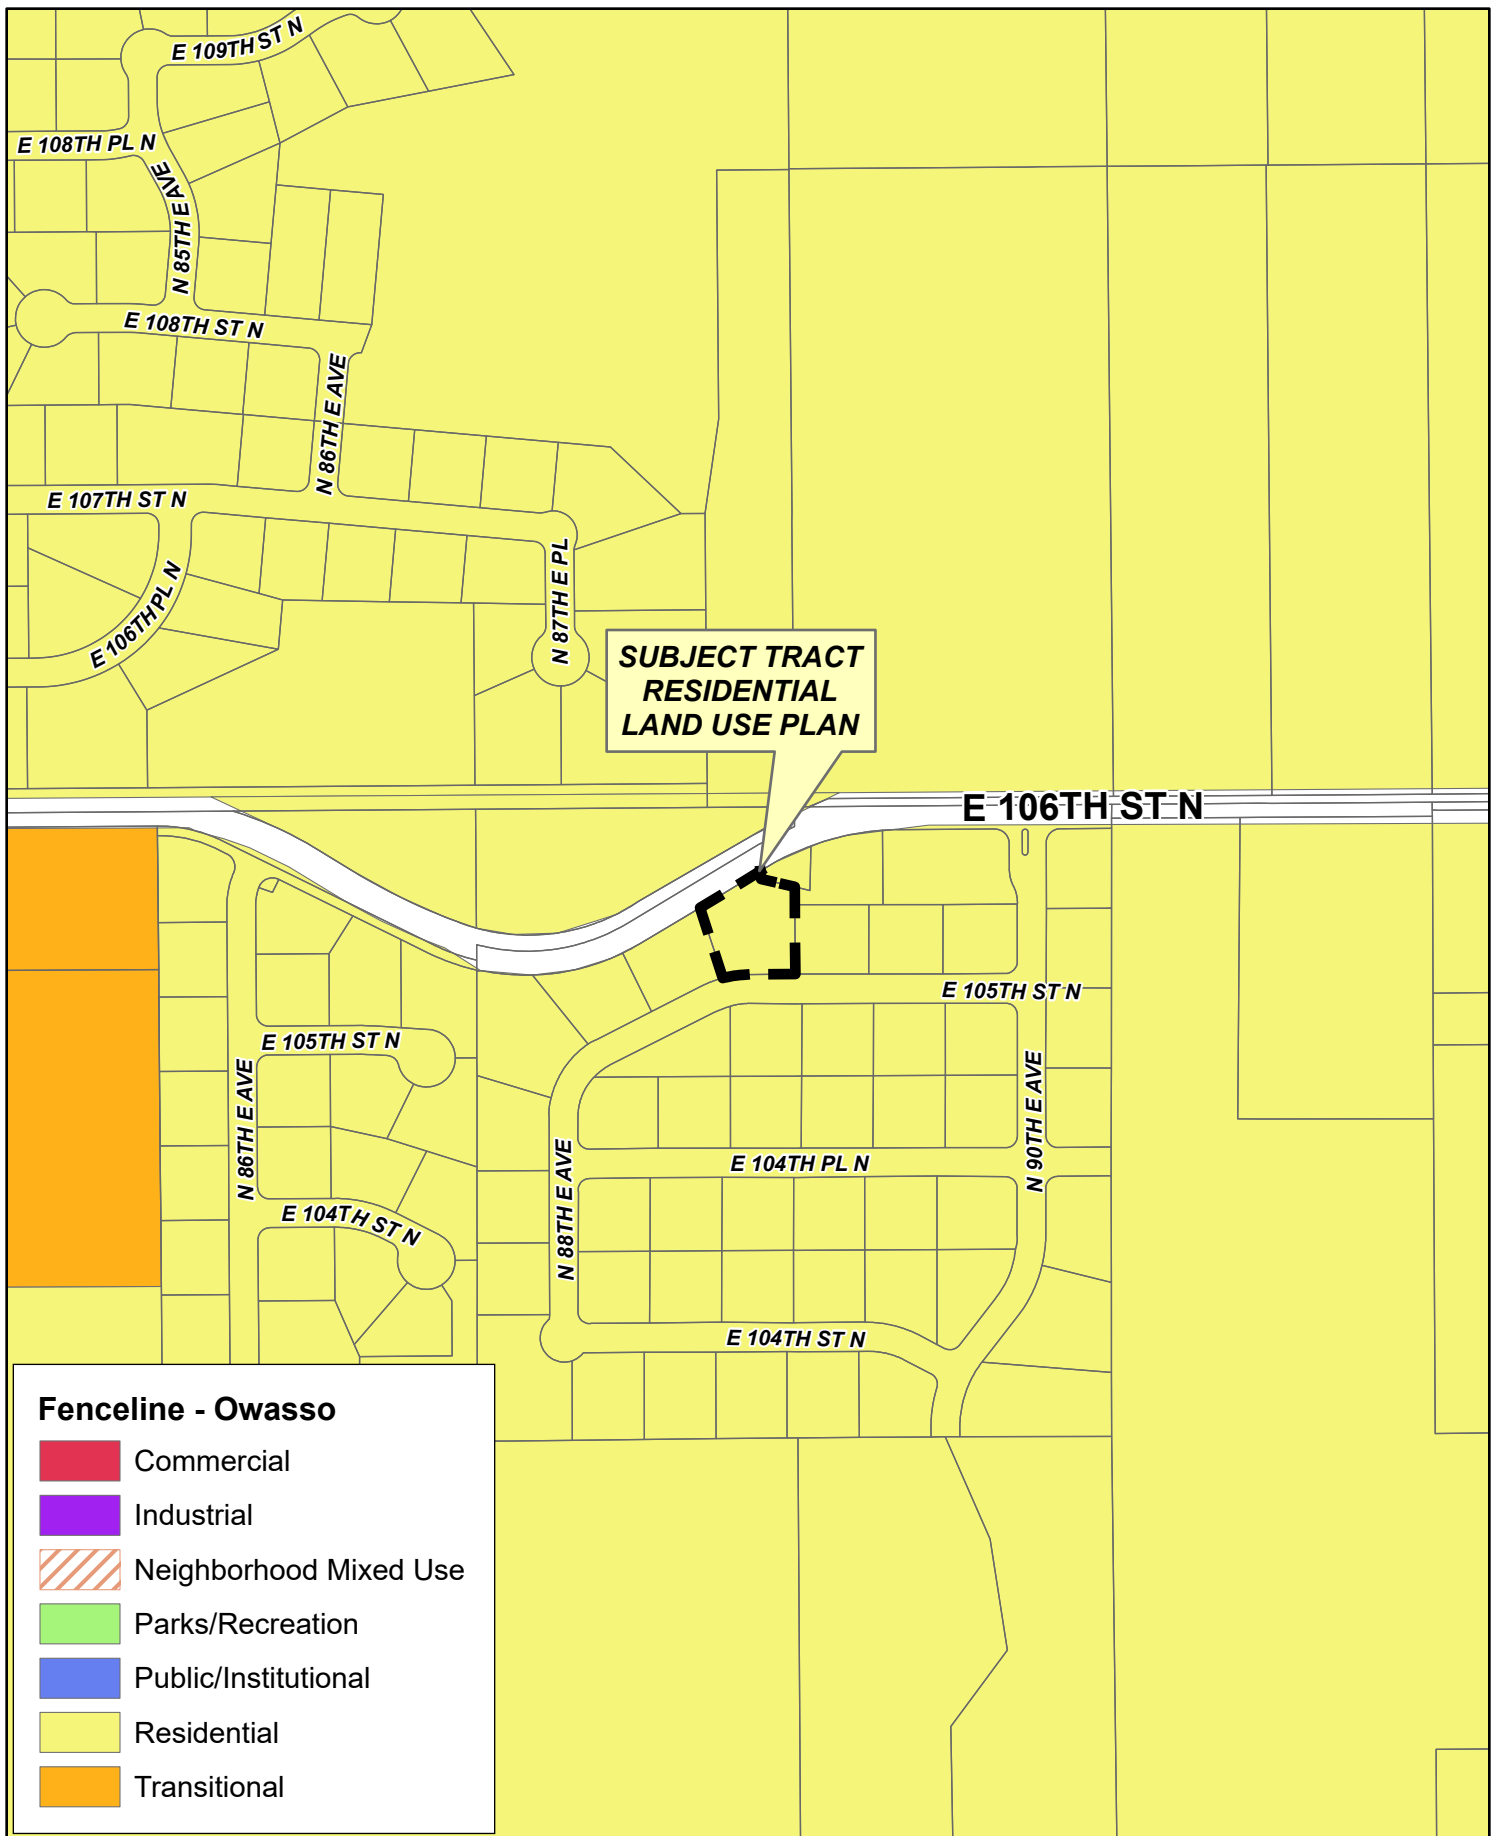 E 109TH ST N
E 108TH PL N
N 85TH E AVE
E 108TH ST N
N 86TH E AVE
E 107TH ST N
E 106TH PL N
N 87TH E PL
SUBJECT TRACT
RESIDENTIAL
LAND USE PLAN
E 106TH ST N
E 105TH ST N
E 105TH ST N
N 86TH E AVE
N 90TH E AVE
E 104TH PL N
N 88TH E AVE
E 104TH ST N
E 104TH ST N
Fenceline - Owasso
Commercial
Industrial
Neighborhood Mixed Use
Parks/Recreation
Public/Institutional
Residential
Transitional